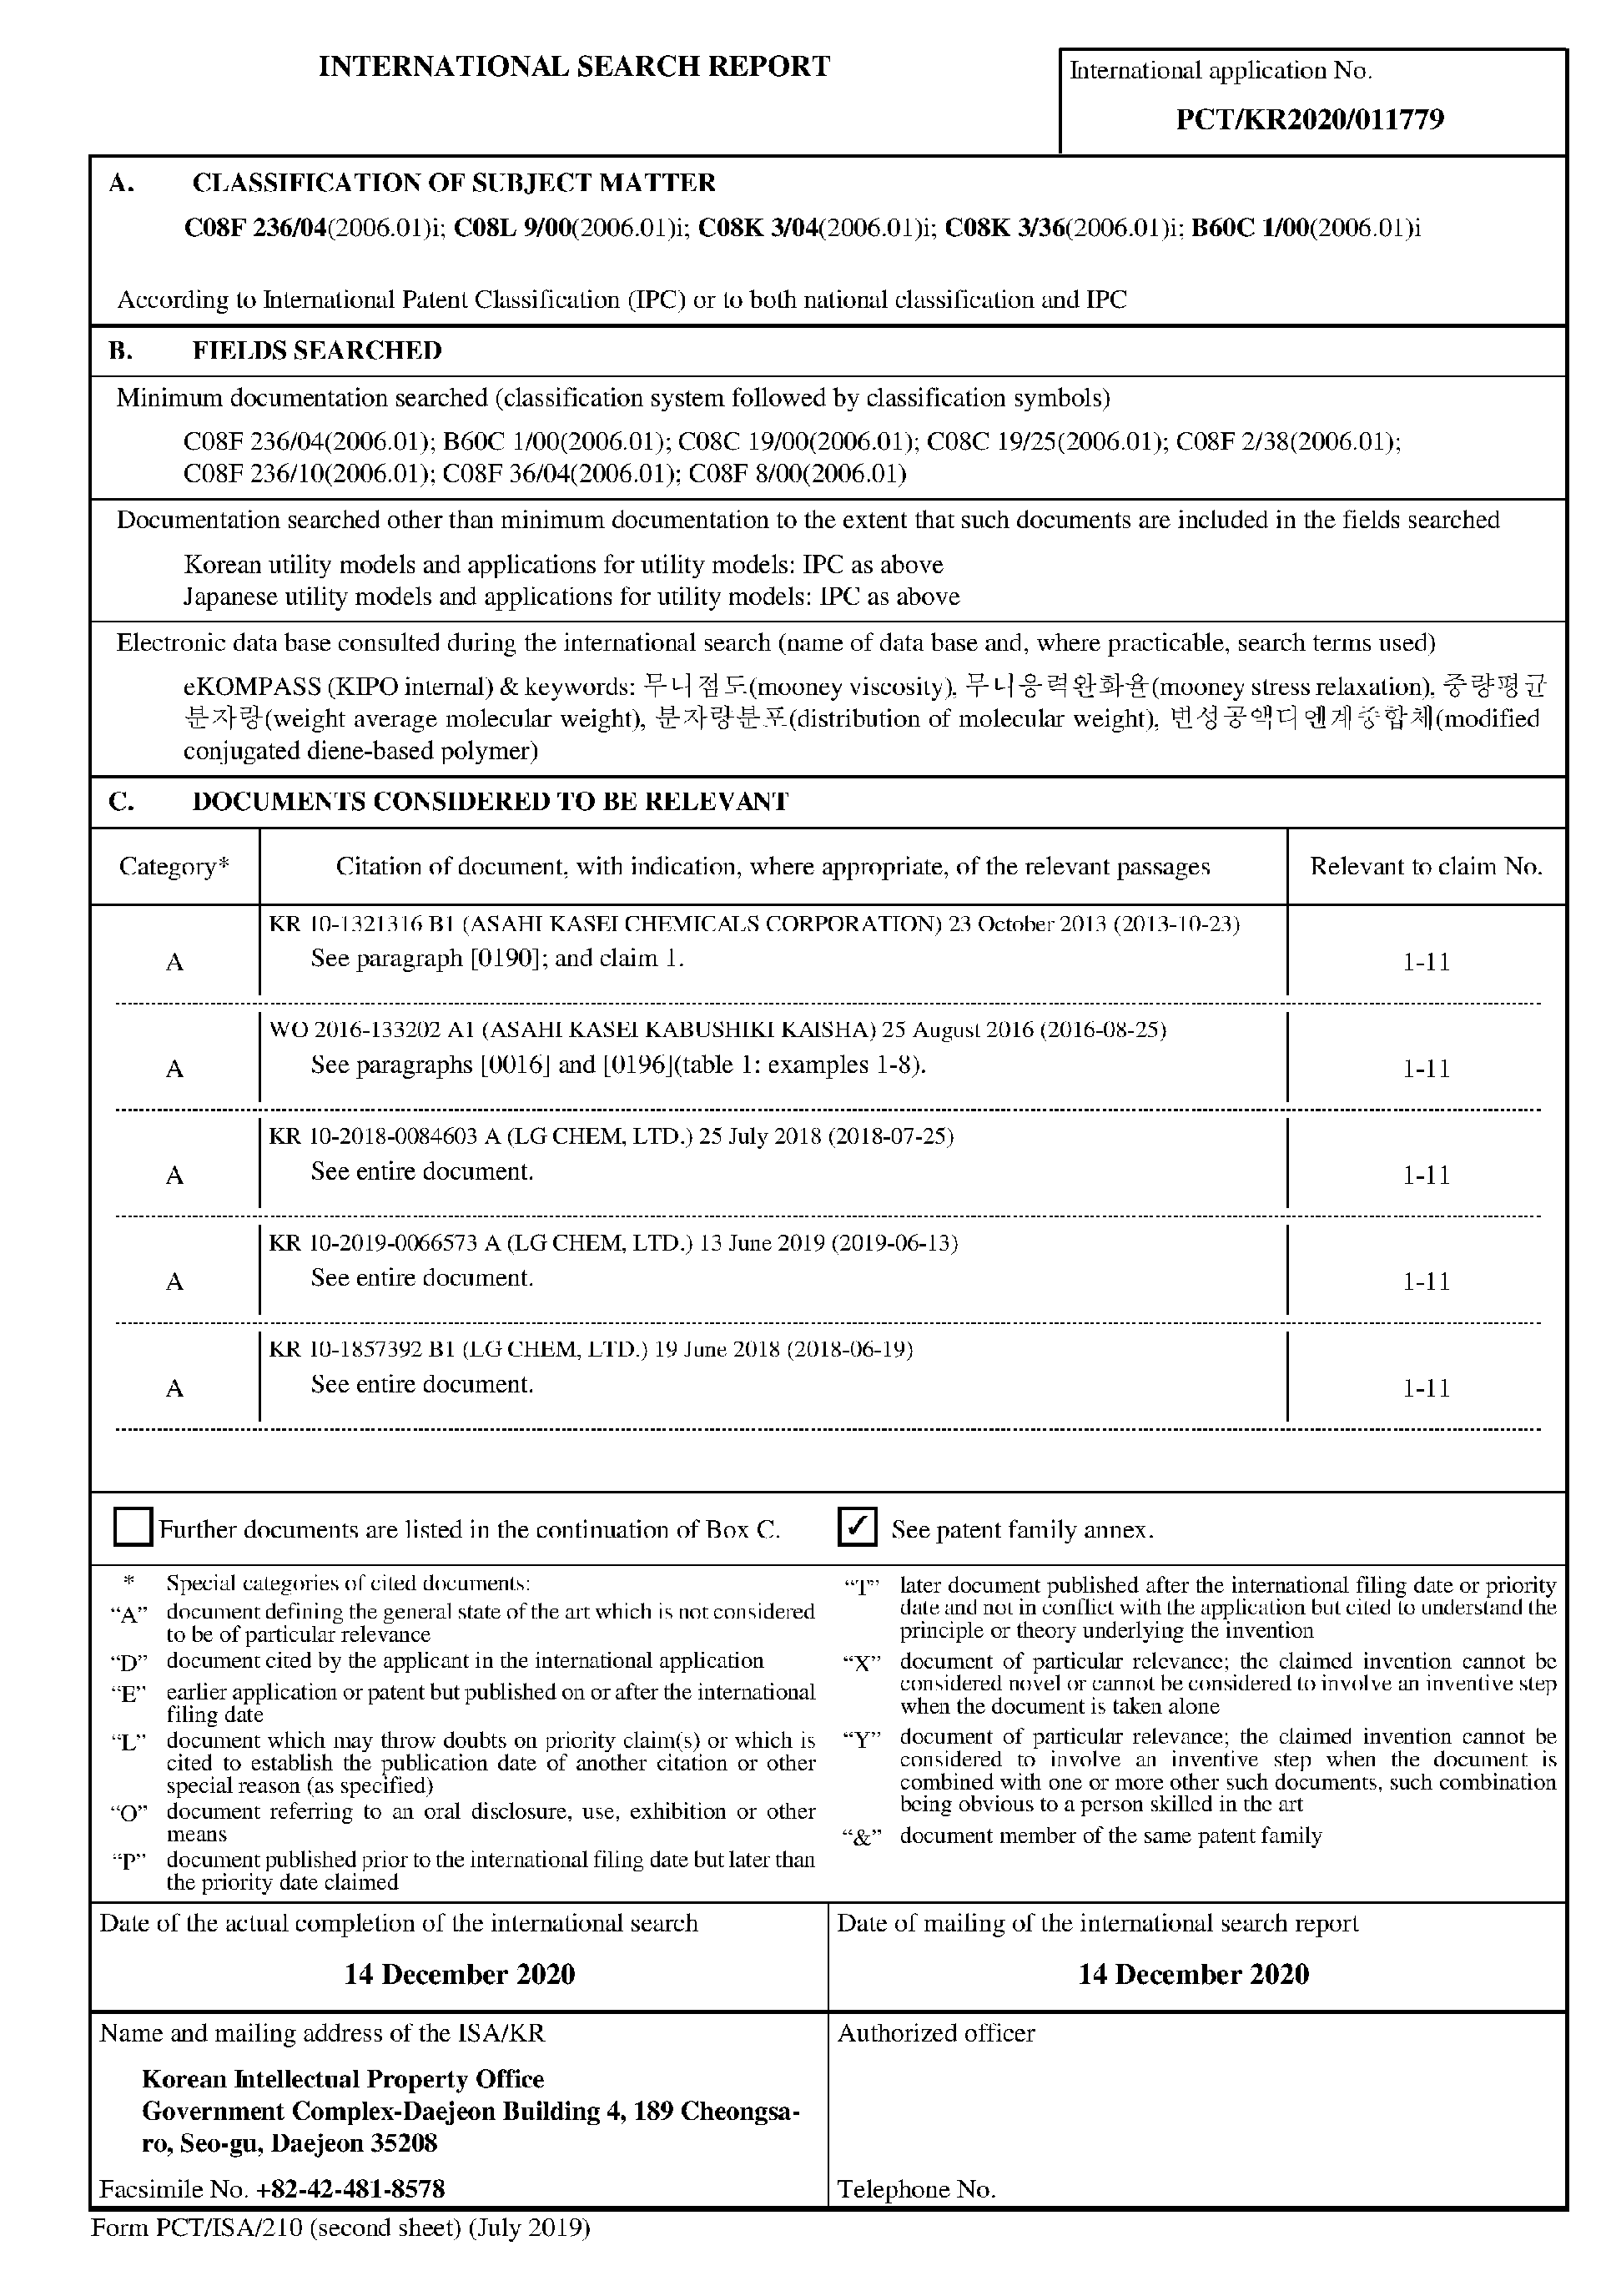 INTERNATIONAL SEARCH REPORT
International application No.
PCT/KR2020/011779
A. CLASSIFICATION OF SUBJECT MATTER
C08F 236/04(2006.01)i; C08L 9/00(2006.01)i; C08K 3/04(2006.01)i; C08K 3/36(2006.01)i; B60C 1/00(2006.01)i
According to International Patent Classification (IPC) or to both national classification and IPC
B. FIELDS SEARCHED
Minimum documentation searched (classification system followed by classification symbols)
C08F 236/04(2006.01); B60C 1/00(2006.01); C08C 19/00(2006.01); C08C 19/25(2006.01); C08F 2/38(2006.01);
C08F 236/10(2006.01); C08F 36/04(2006.01); C08F 8/00(2006.01)
Documentation searched other than minimum documentation to the extent that such documents are included in the fields searched
Korean utility models and applications for utility models: IPC as above
Japanese utility models and applications for utility models: IPC as above
Electronic data base consulted during the international search (name of data base and, where practicable, search terms used)
eKOMPASS (KIPO internal) & keywords: 무니점도(mooney viscosity), 무니응력완화율(mooney stress relaxation), 중량평균
분자량(weight average molecular weight), 분자량분포(distribution of molecular weight), 변성공액디엔계중합체(modified
conjugated diene-based polymer)
C. DOCUMENTS CONSIDERED TO BE RELEVANT
Category* Citation of document, with indication, where appropriate, of the relevant passages Relevant to claim No.
KR 10-1321316 B1 (ASAHI KASEI CHEMICALS CORPORATION) 23 October 2013 (2013-10-23)
A See paragraph [0190]; and claim 1. 1-11
WO 2016-133202 A1 (ASAHI KASEI KABUSHIKI KAISHA) 25 August 2016 (2016-08-25)
A See paragraphs [0016] and [0196](table 1: examples 1-8). 1-11
KR 10-2018-0084603 A (LG CHEM, LTD.) 25 July 2018 (2018-07-25)
A See entire document. 1-11
KR 10-2019-0066573 A (LG CHEM, LTD.) 13 June 2019 (2019-06-13)
A See entire document. 1-11
KR 10-1857392 B1 (LG CHEM, LTD.) 19 June 2018 (2018-06-19)
A See entire document. 1-11
Further documents are listed in the continuation of Box C. ✓ See patent family annex.
* Special categories of cited documents:
“A” document defining the general state of the art which is not considered
to be of particular relevance
“D” document cited by the applicant in the international application
“E” earlier application or patent but published on or after the international
filing date
“L” document which may throw doubts on priority claim(s) or which is
cited to establish the publication date of another citation or other
special reason (as specified)
“O” document referring to an oral disclosure, use, exhibition or other
means
“P” document published prior to the international filing date but later than
the priority date claimed
“T” later document published after the international filing date or priority
date and not in conflict with the application but cited to understand the
principle or theory underlying the invention
“X” document of particular relevance; the claimed invention cannot be
considered novel or cannot be considered to involve an inventive step
when the document is taken alone
“Y” document of particular relevance; the claimed invention cannot be
considered to involve an inventive step when the document is
combined with one or more other such documents, such combination
being obvious to a person skilled in the art
“&” document member of the same patent family
Date of the actual completion of the international search
14 December 2020
Date of mailing of the international search report
14 December 2020
Name and mailing address of the ISA/KR
Korean Intellectual Property Office
Government Complex-Daejeon Building 4, 189 Cheongsa-
ro, Seo-gu, Daejeon 35208
Facsimile No. +82-42-481-8578
Authorized officer
Telephone No.
Form PCT/ISA/210 (second sheet) (July 2019)